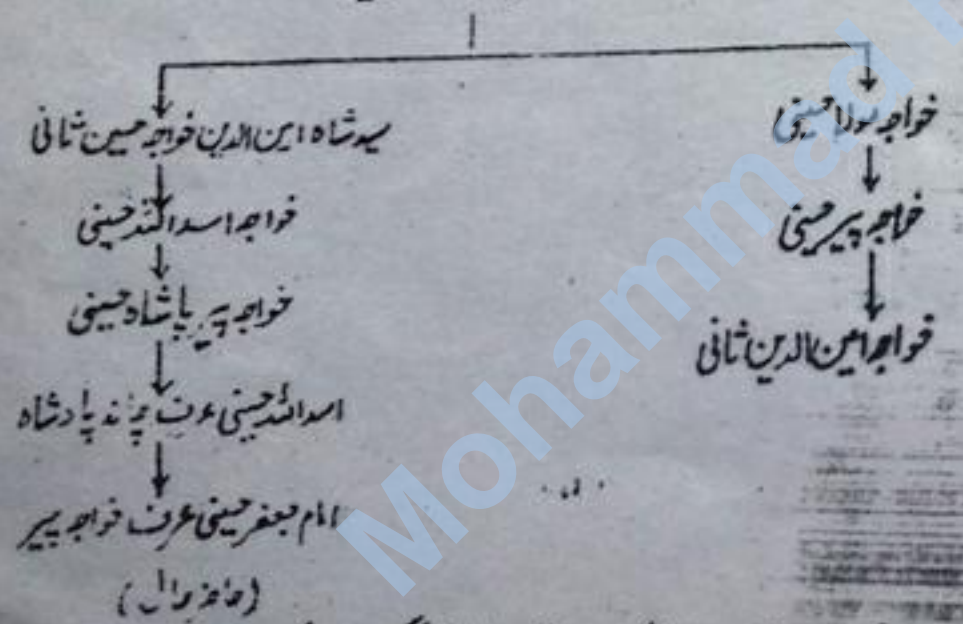 خواجہ مولا حسینی
خواجہ پیر حسینی
خواجہ امین الدین ثانی
سید شاہ امین الدین خواجہ حسین ثانی
خواجہ اسد اللہ حسینی
خواجہ پیر پاشاہ حسینی
اسد اللہ حسینی عرف چاند پادشاہ
امام جعفر حسینی عرف خواجہ پیر
Mohammad